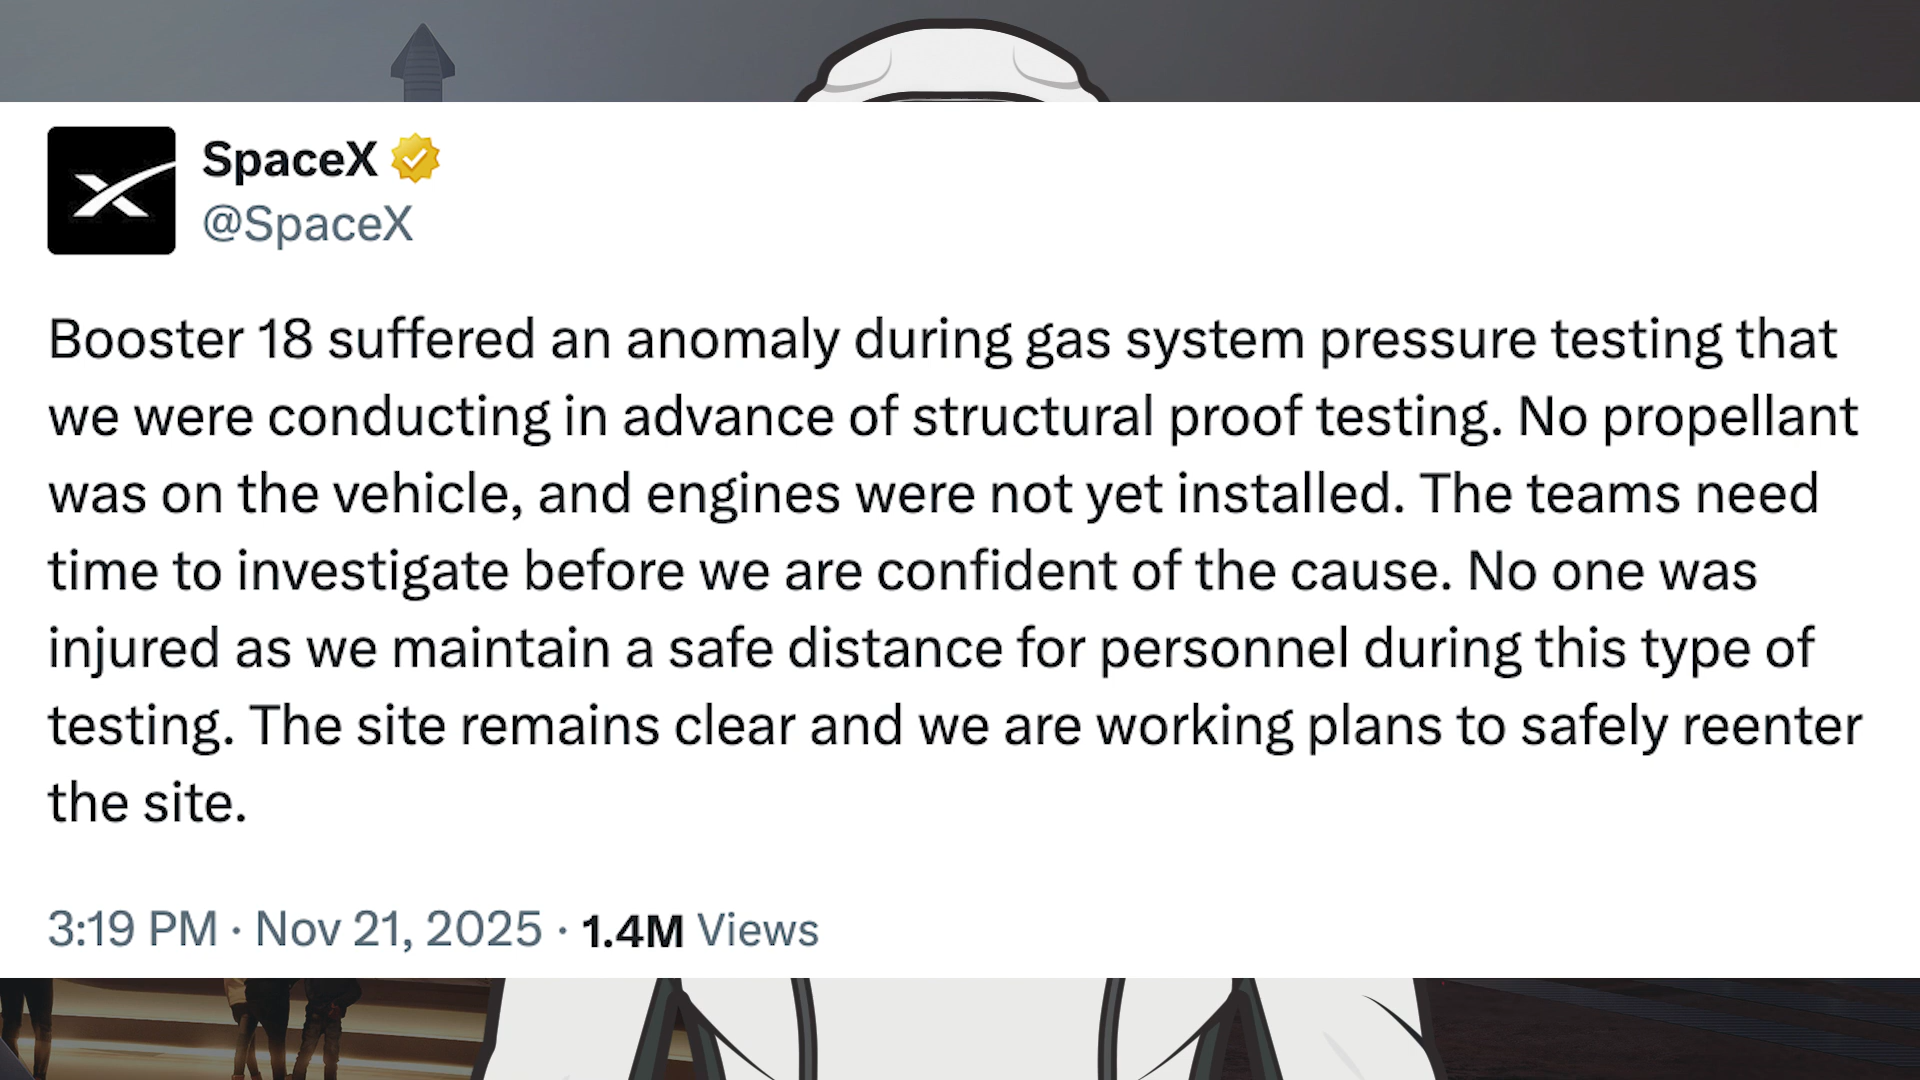 SpaceX
@SpaceX
Booster 18 suffered an anomaly during gas system pressure testing that
we were conducting in advance of structural proof testing. No propellant
was on the vehicle, and engines were not yet installed. The teams need
time to investigate before we are confident of the cause. No one was
injured as we maintain a safe distance for personnel during this type of
testing. The site remains clear and we are working plans to safely reenter
the site.
3:19 PM · Nov 21, 2025 · 1.4M Views